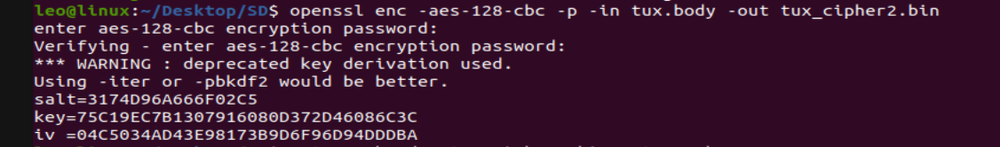 leo@linux:~/Desktop/SD$ openssl enc -aes-128-cbc -p -in tux.body -out tux_cipher2.bin
enter aes-128-cbc encryption password:
Verifying - enter aes-128-cbc encryption password:
*** WARNING : deprecated key derivation used.
Using -iter or -pbkdf2 would be better.
salt=3174D96A666F02C5
key=75C19EC7B1307916080D372D46086C3C
iv =04C5034AD43E98173B9D6F96D94DDDBA